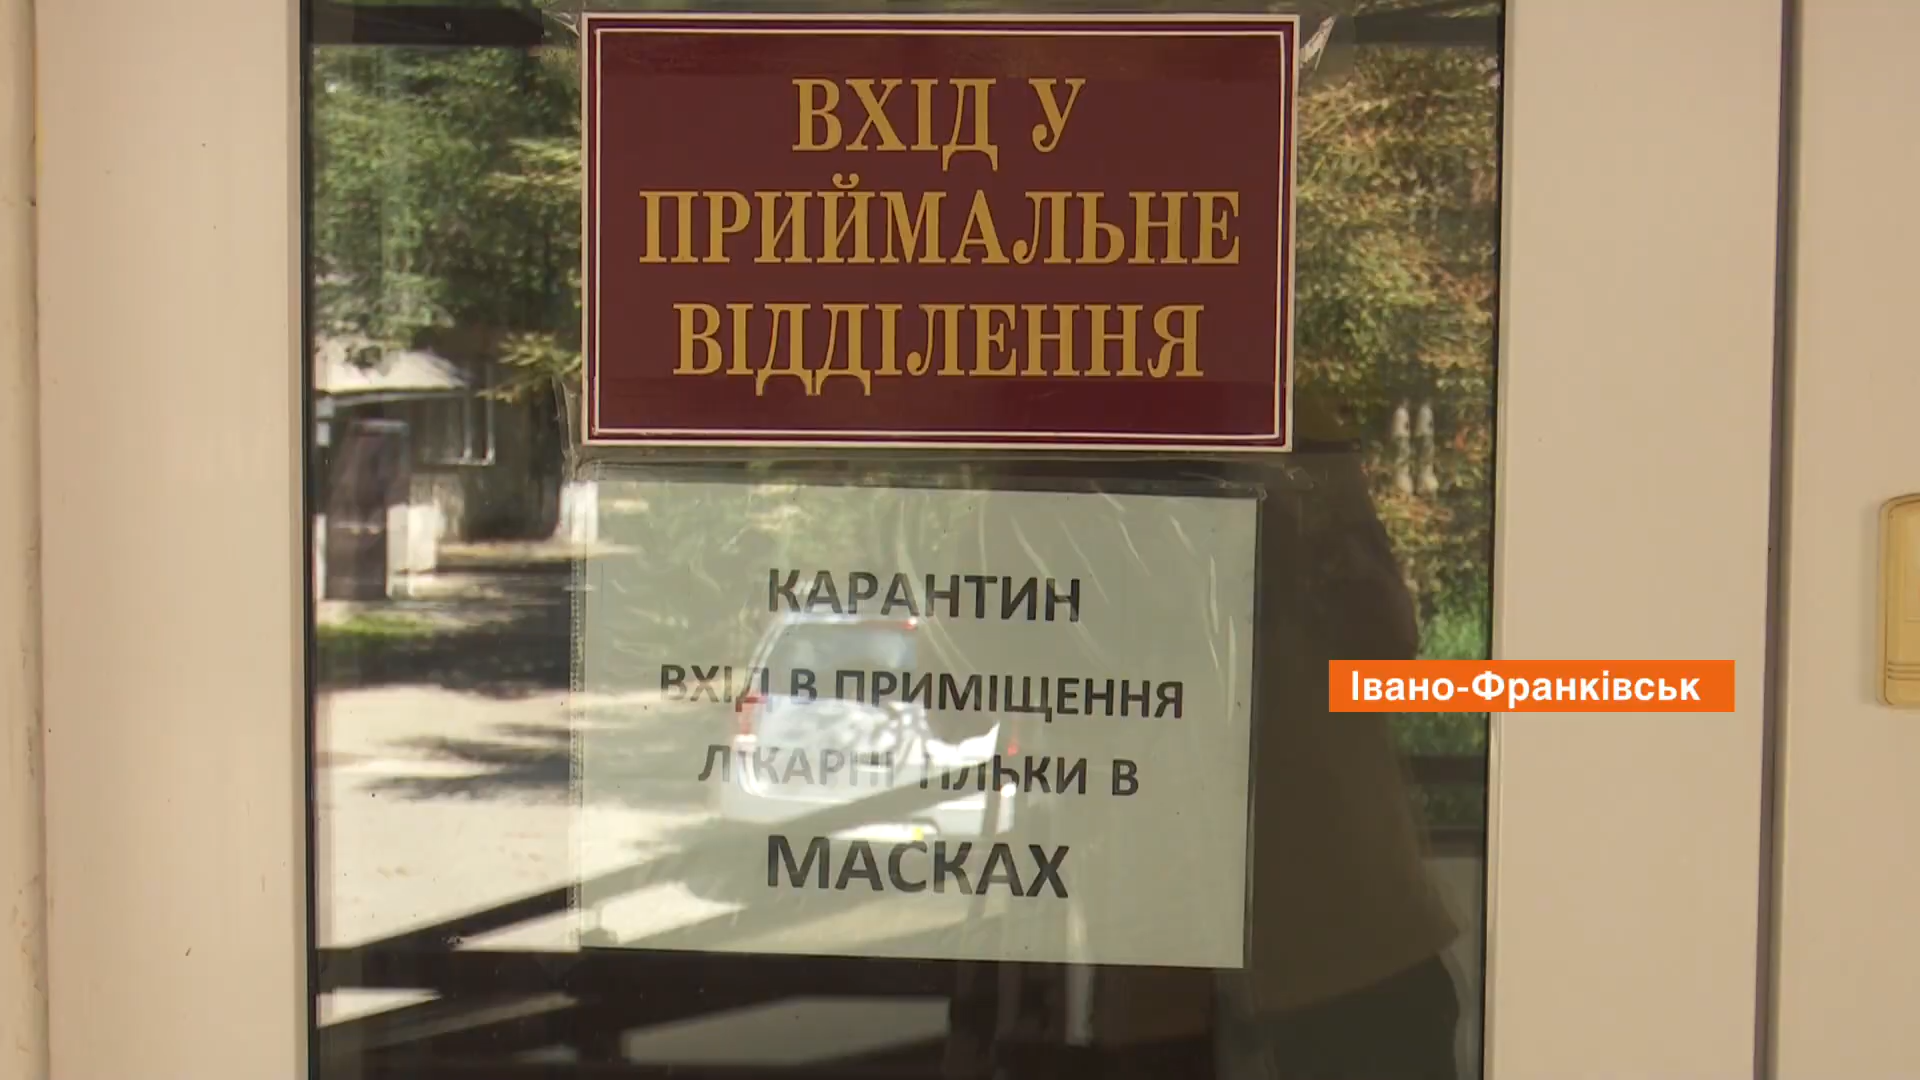 ВХІД У
ПРИЙМАЛЬНЕ
ВІДДІЛЕННЯ
КАРАНТИН
ВХІД В ПРИМІЩЕННЯ
ЛІКАРНІ ТІЛЬКИ В
МАСКАХ
Івано-Франківськ